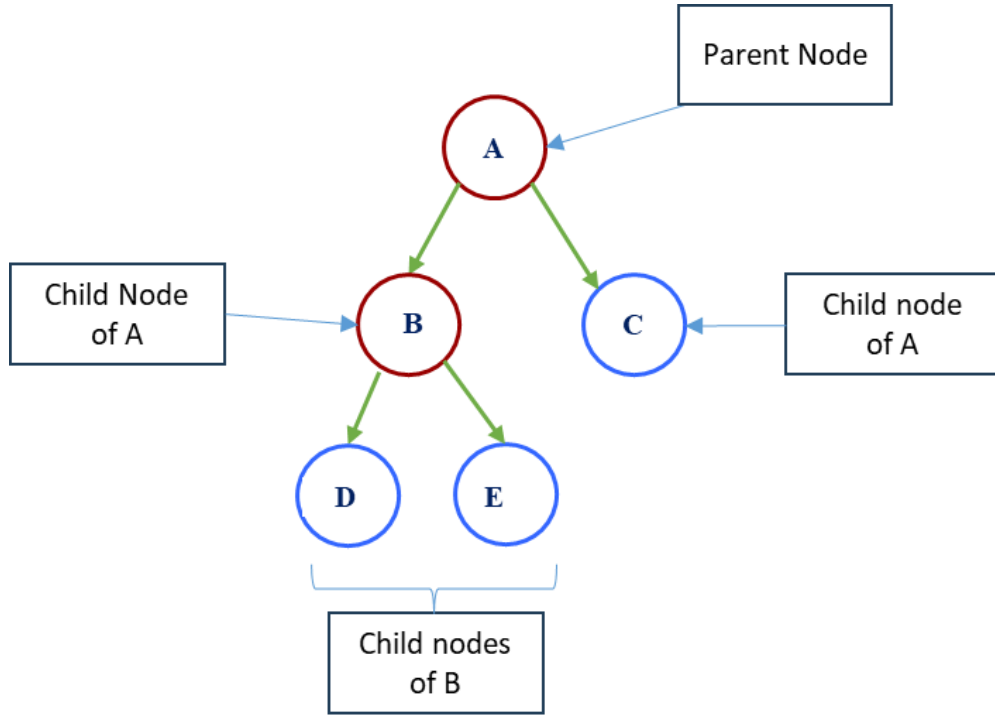 Parent Node
A
Child Node
of A
B
C
Child node
of A
D
E
Child nodes
of B